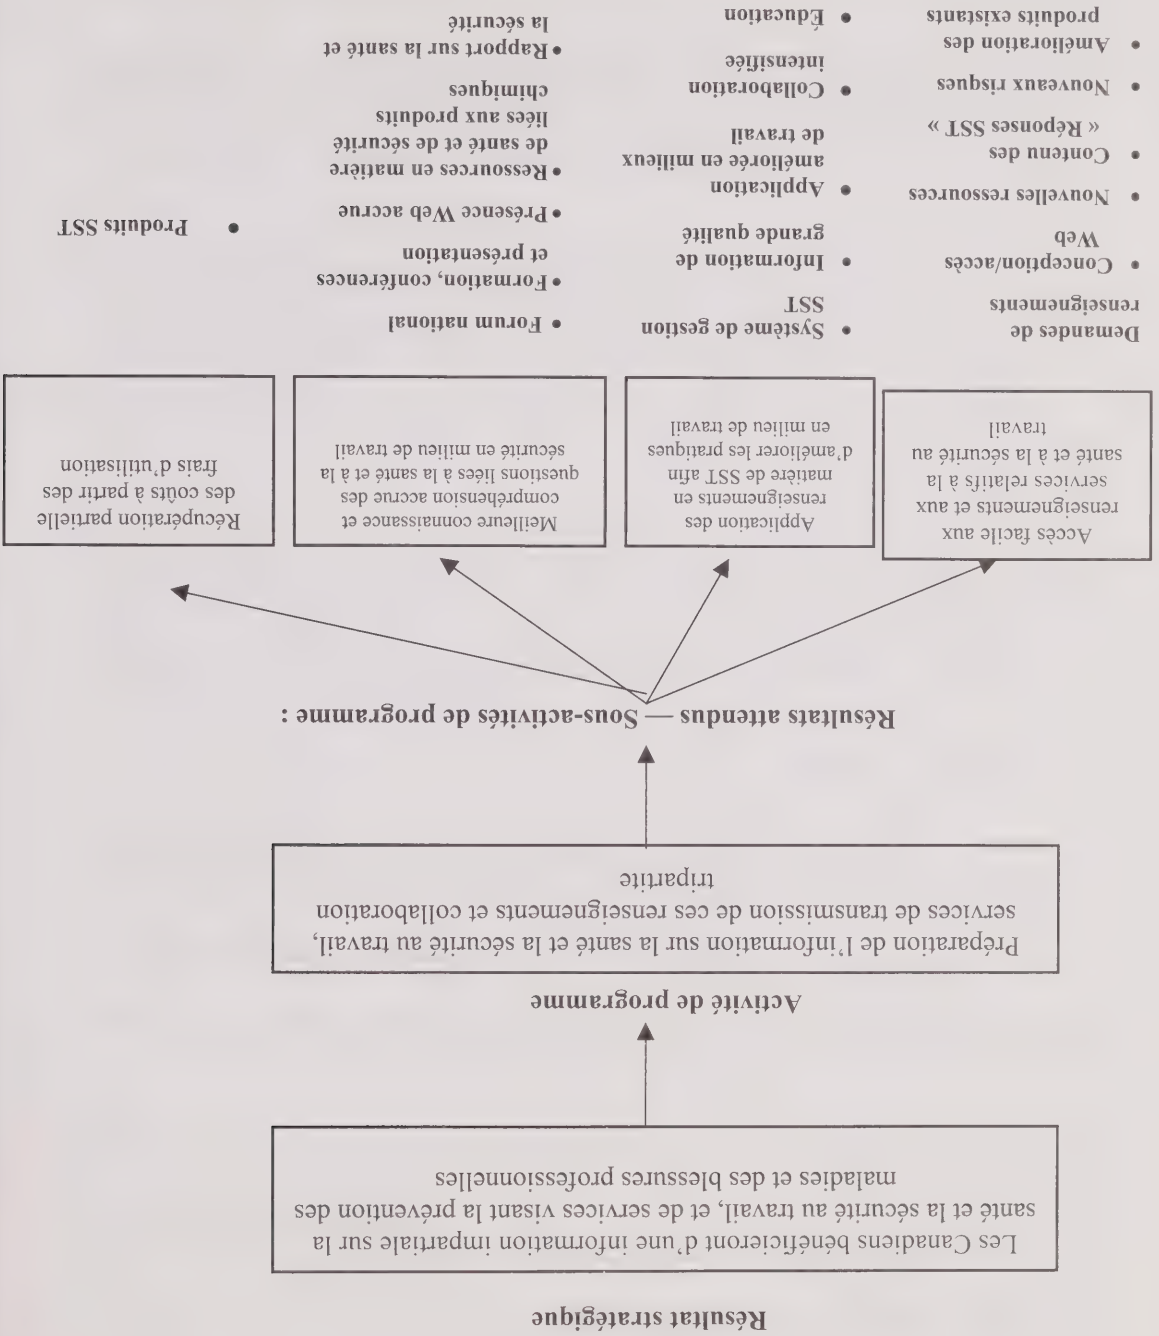 Résultat stratégique
Les Canadiens bénéficieront d'une information impartiale sur la
santé et la sécurité au travail, et de services visant la prévention des
maladies et des blessures professionnelles
Activité de programme
Préparation de l'information sur la santé et la sécurité au travail,
services de transmission de ces renseignements et collaboration
tripartite
Résultats attendus — Sous-activités de programme :
Accès facile aux
renseignements et aux
services relatifs à la
santé et à la sécurité au
travail
Application des
renseignements en
matière de SST afin
d'améliorer les pratiques
en milieu de travail
Meilleure connaissance et
compréhension accrue des
questions liées à la santé et à la
sécurité en milieu de travail
Récupération partielle
des coûts à partir des
frais d'utilisation
Demandes de
renseignements
• Conception/accès
Web
• Nouvelles ressources
• Contenu des
« Réponses SST »
• Nouveaux risques
• Amélioration des
produits existants
• Système de gestion
SST
• Information de
grande qualité
• Application
améliorée en milieu
de travail
• Collaboration
intensifiée
• Éducation
• Forum national
• Formation, conférences
et présentation
• Présence Web accrue
• Ressources en matière
de santé et de sécurité
liées aux produits
chimiques
• Rapport sur la santé et
la sécurité
• Produits SST